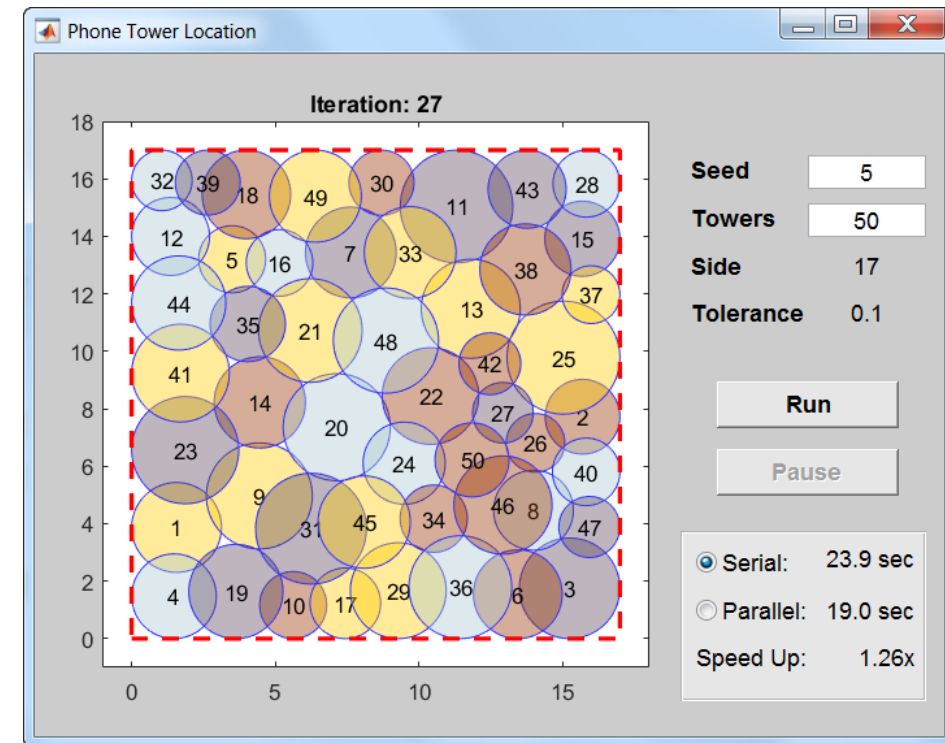 Phone Tower Location
Iteration: 27
18
16
14
12
10
8
6
4
2
0
0 5 10 15
32 39 18 49 30 11 43 28
12 5 16 7 33 38 15
44 35 21 48 13 37
41 14 20 22 42 25
23 24 50 27 26 2
1 9 31 45 34 46 8 40 47
4 19 10 17 29 36 6 3
Seed 5
Towers 50
Side 17
Tolerance 0.1
Run
Pause
Serial: 23.9 sec
Parallel: 19.0 sec
Speed Up: 1.26x